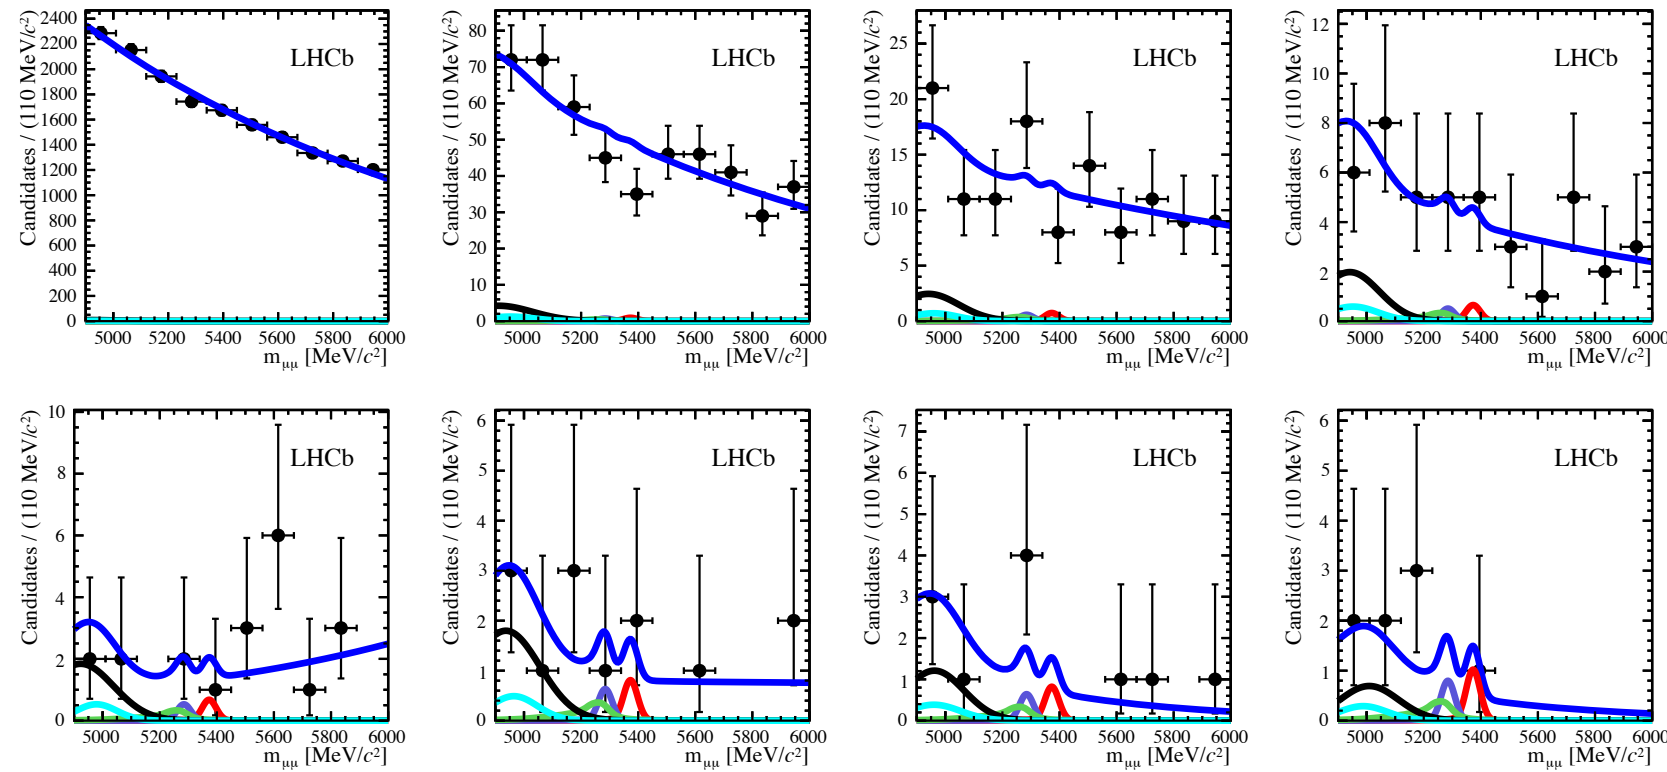 Candidates / (110 MeV/c²)
2400
2200
2000
1800
1600
1400
1200
1000
800
600
400
200
0
LHCb
5000 5200 5400 5600 5800 6000
m_μμ [MeV/c²]
Candidates / (110 MeV/c²)
80
70
60
50
40
30
20
10
0
LHCb
5000 5200 5400 5600 5800 6000
m_μμ [MeV/c²]
Candidates / (110 MeV/c²)
25
20
15
10
5
0
LHCb
5000 5200 5400 5600 5800 6000
m_μμ [MeV/c²]
Candidates / (110 MeV/c²)
12
10
8
6
4
2
0
LHCb
5000 5200 5400 5600 5800 6000
m_μμ [MeV/c²]
Candidates / (110 MeV/c²)
10
8
6
4
2
0
LHCb
5000 5200 5400 5600 5800 6000
m_μμ [MeV/c²]
Candidates / (110 MeV/c²)
6
5
4
3
2
1
0
LHCb
5000 5200 5400 5600 5800 6000
m_μμ [MeV/c²]
Candidates / (110 MeV/c²)
7
6
5
4
3
2
1
0
LHCb
5000 5200 5400 5600 5800 6000
m_μμ [MeV/c²]
Candidates / (110 MeV/c²)
6
5
4
3
2
1
0
LHCb
5000 5200 5400 5600 5800 6000
m_μμ [MeV/c²]